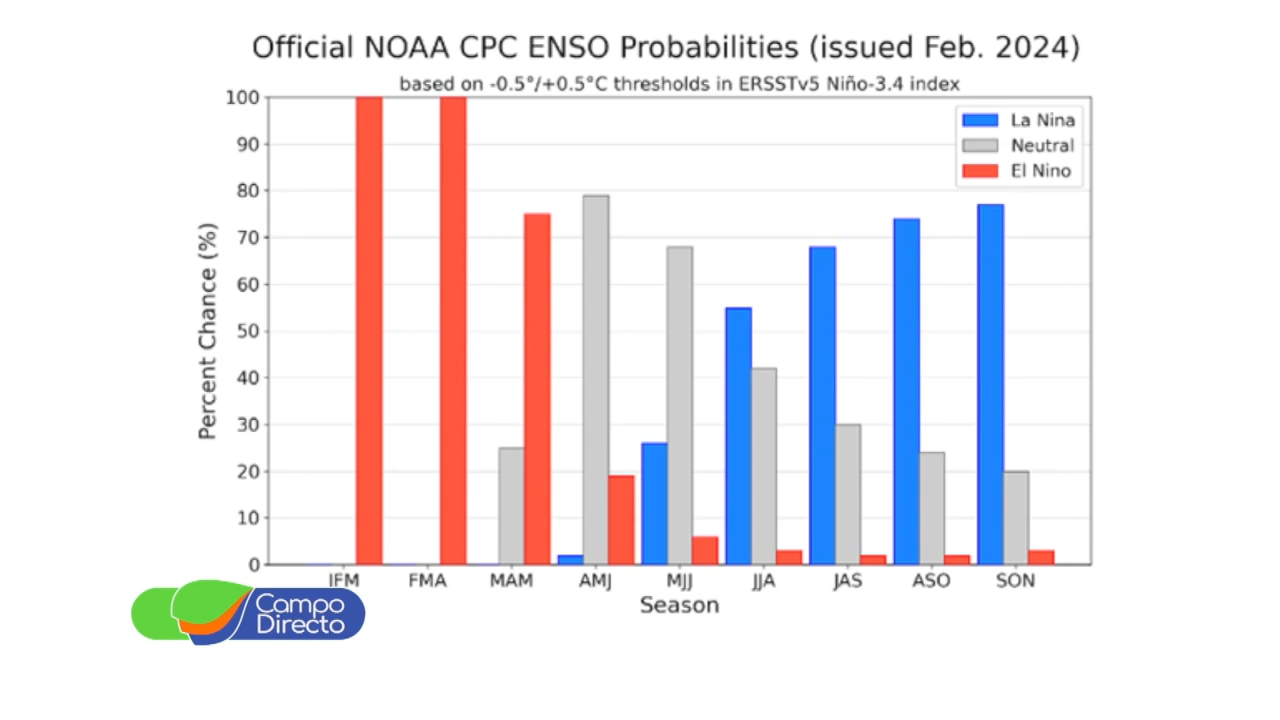 Official NOAA CPC ENSO Probabilities (issued Feb. 2024)
based on -0.5°/+0.5°C thresholds in ERSSTv5 Niño-3.4 index
La Nina
Neutral
El Nino
Percent Chance (%)
100
90
80
70
60
50
40
30
20
10
0
JFM FMA MAM AMJ MJJ JJA JAS ASO SON
Season
Campo
Directo